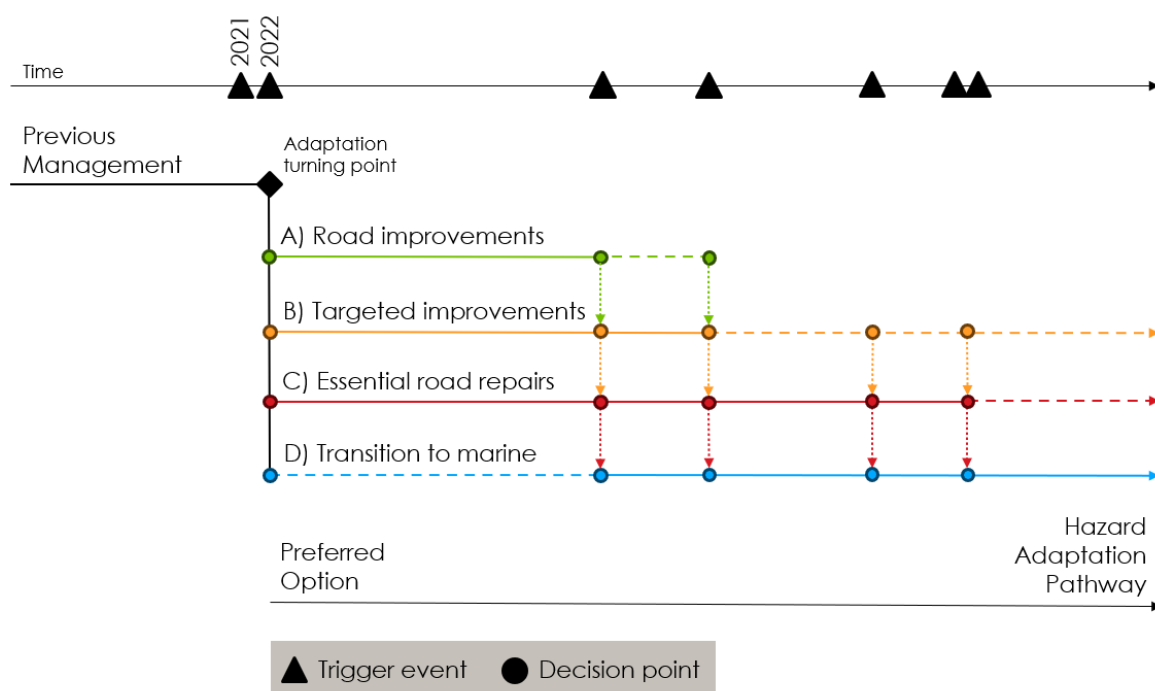 2021
2022
Time
Previous
Management
Adaptation
turning point
A) Road improvements
B) Targeted improvements
C) Essential road repairs
D) Transition to marine
Preferred
Option
Hazard
Adaptation
Pathway
Trigger event
Decision point